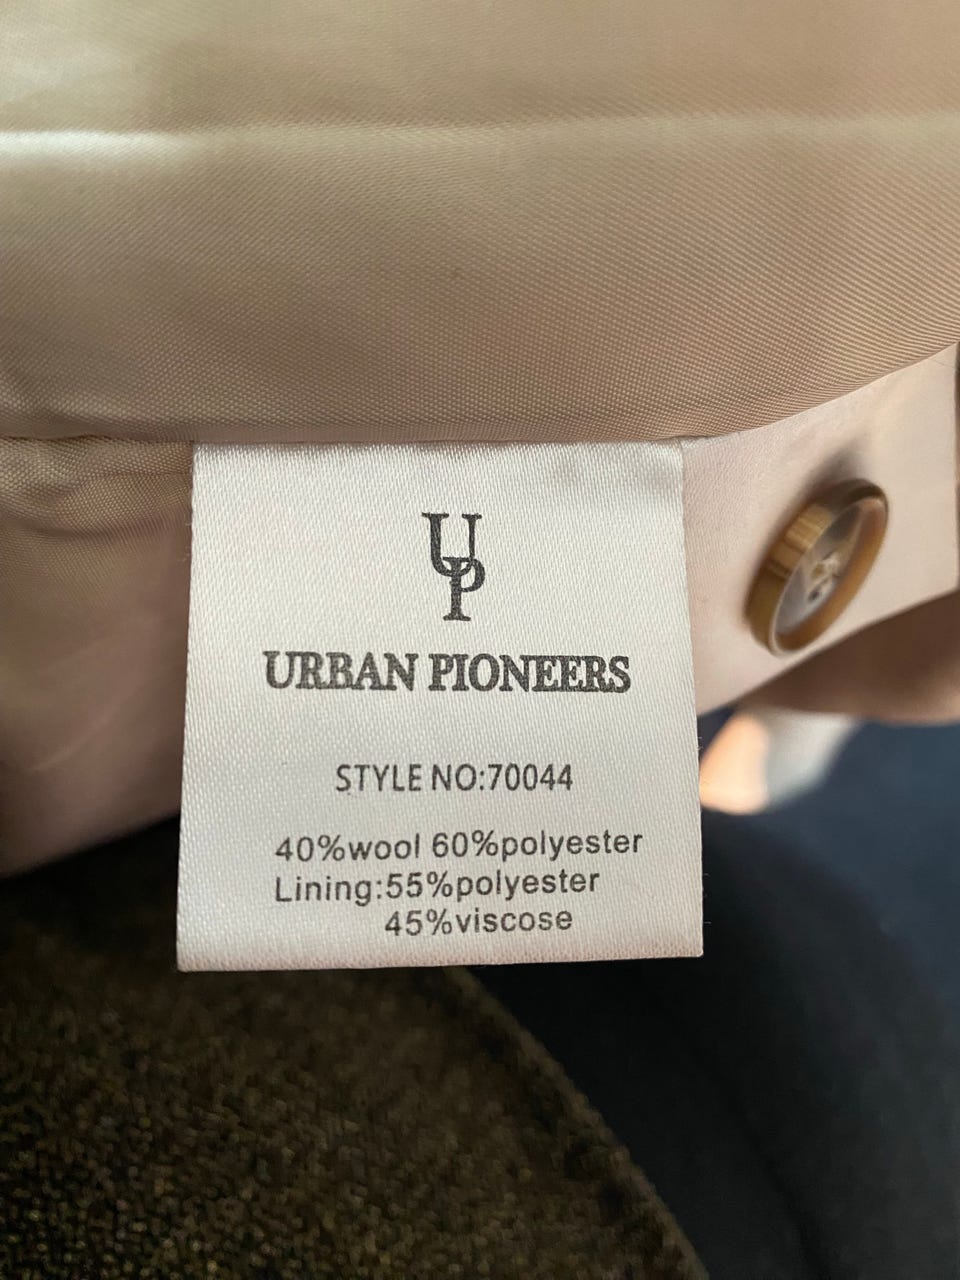 UP
URBAN PIONEERS
STYLE NO:70044
40%wool 60%polyester
Lining:55%polyester
45%viscose